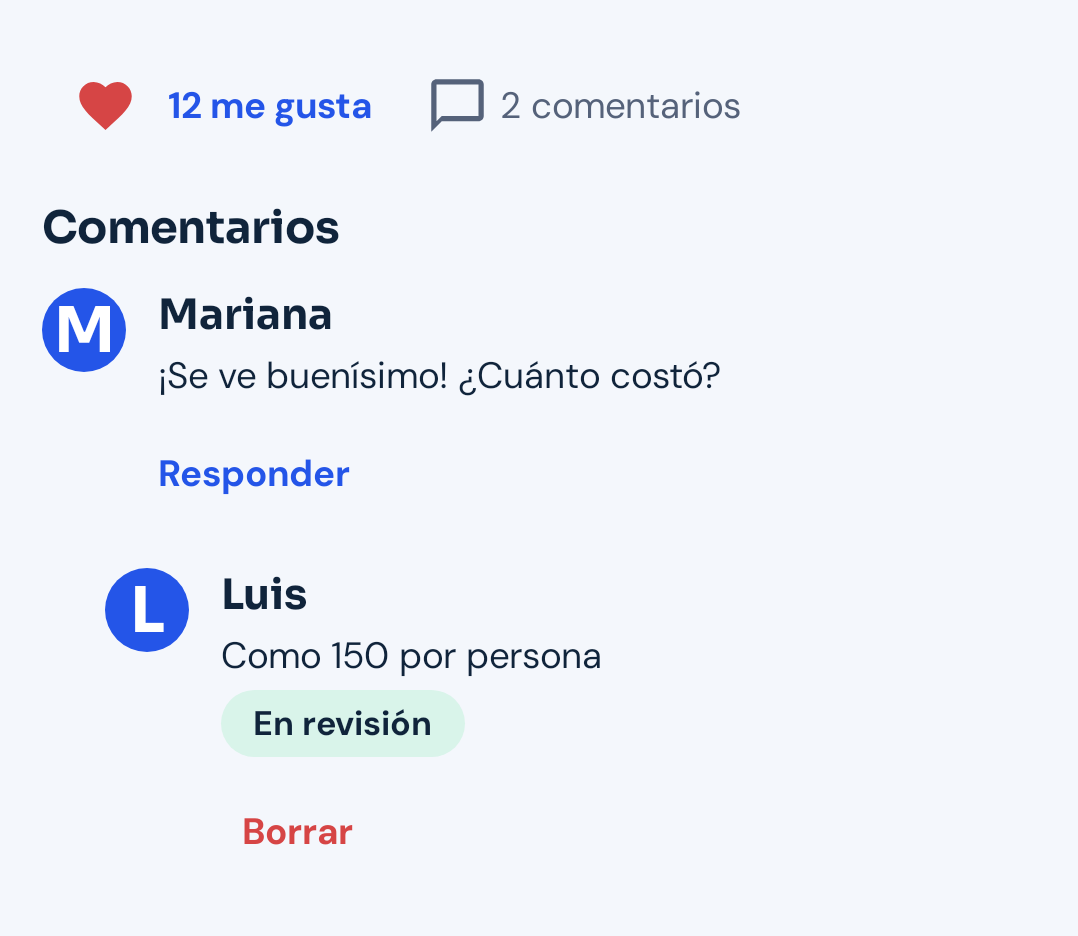 12 me gusta 2 comentarios
Comentarios
M Mariana
¡Se ve buenísimo! ¿Cuánto costó?
Responder
L Luis
Como 150 por persona
En revisión
Borrar